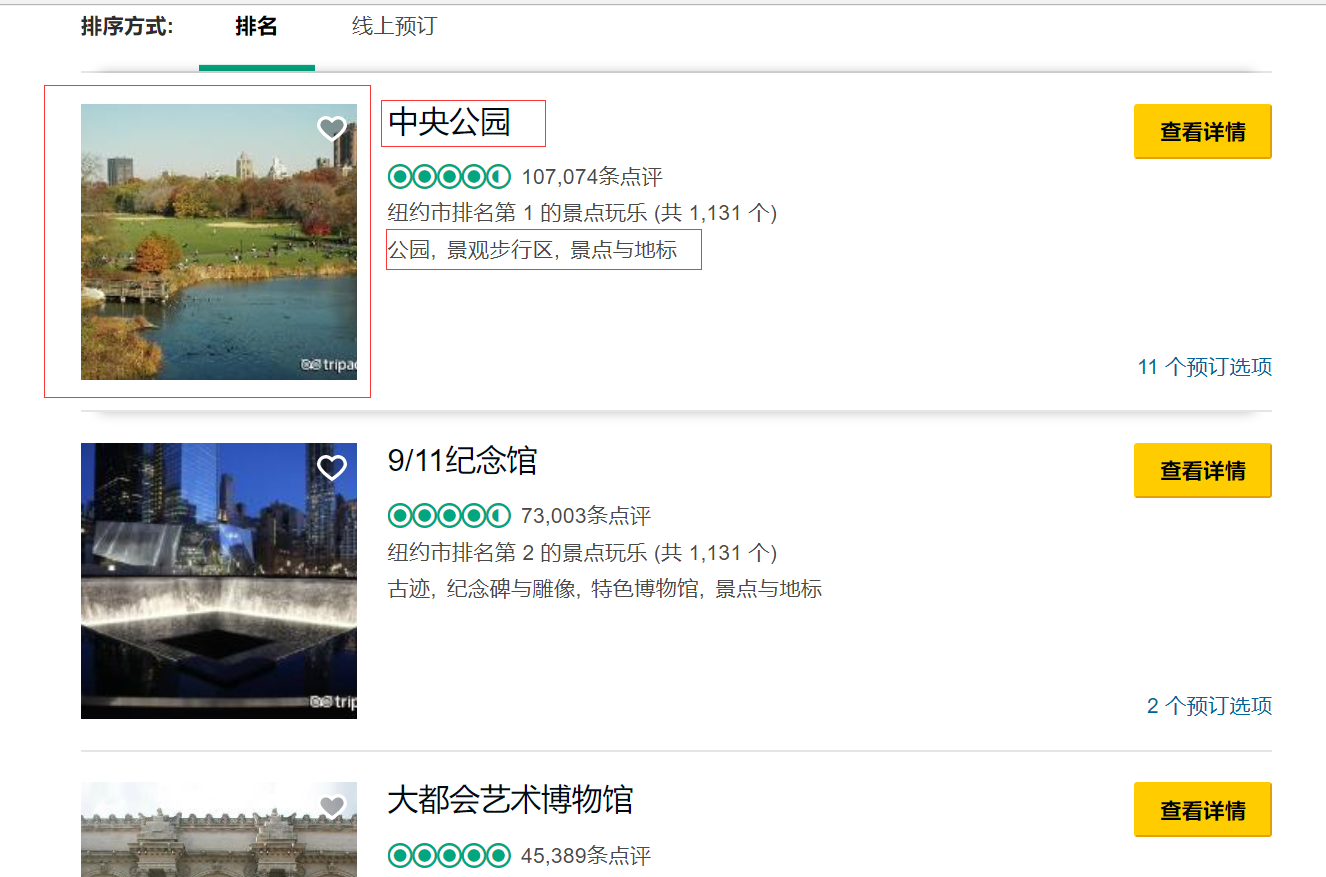 排序方式: 排名 线上预订
中央公园
查看详情
107,074条点评
纽约市排名第 1 的景点玩乐 (共 1,131 个)
公园, 景观步行区, 景点与地标
11 个预订选项
9/11纪念馆
查看详情
73,003条点评
纽约市排名第 2 的景点玩乐 (共 1,131 个)
古迹, 纪念碑与雕像, 特色博物馆, 景点与地标
2 个预订选项
大都会艺术博物馆
查看详情
45,389条点评